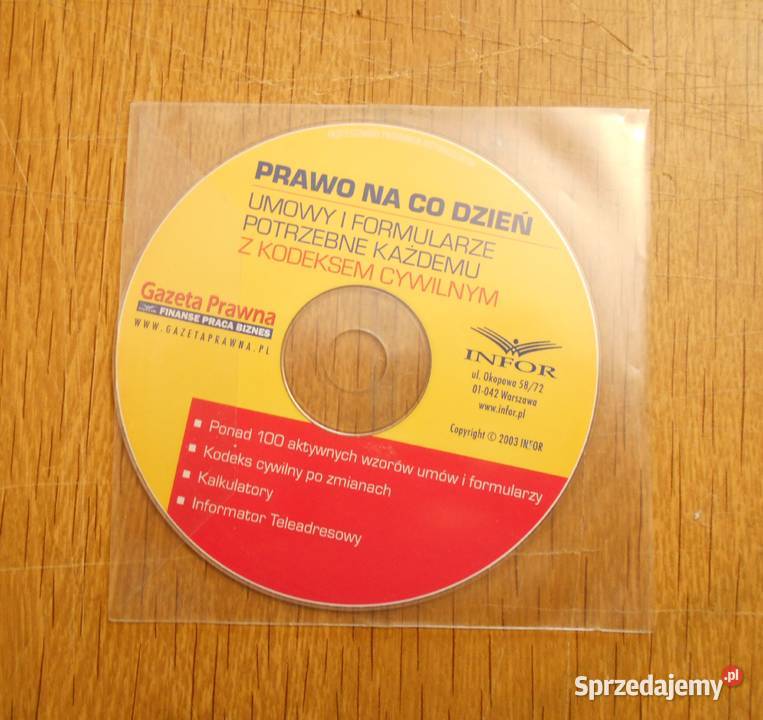 PRAWO NA CO DZIEŃ
UMOWY I FORMULARZE
POTRZEBNE KAŻDEMU
Z KODEKSEM CYWILNYM
Gazeta Prawna
FINANSE PRACA BIZNES
WWW.GAZETAPRAWNA.PL
INFOR
ul. Okopowa 58/72
01-042 Warszawa
www.infor.pl
Copyright © 2003 INFOR
Ponad 100 aktywnych wzorów umów i formularzy
Kodeks cywilny po zmianach
Kalkulatory
Informator Teleadresowy
Sprzedajemy.pl